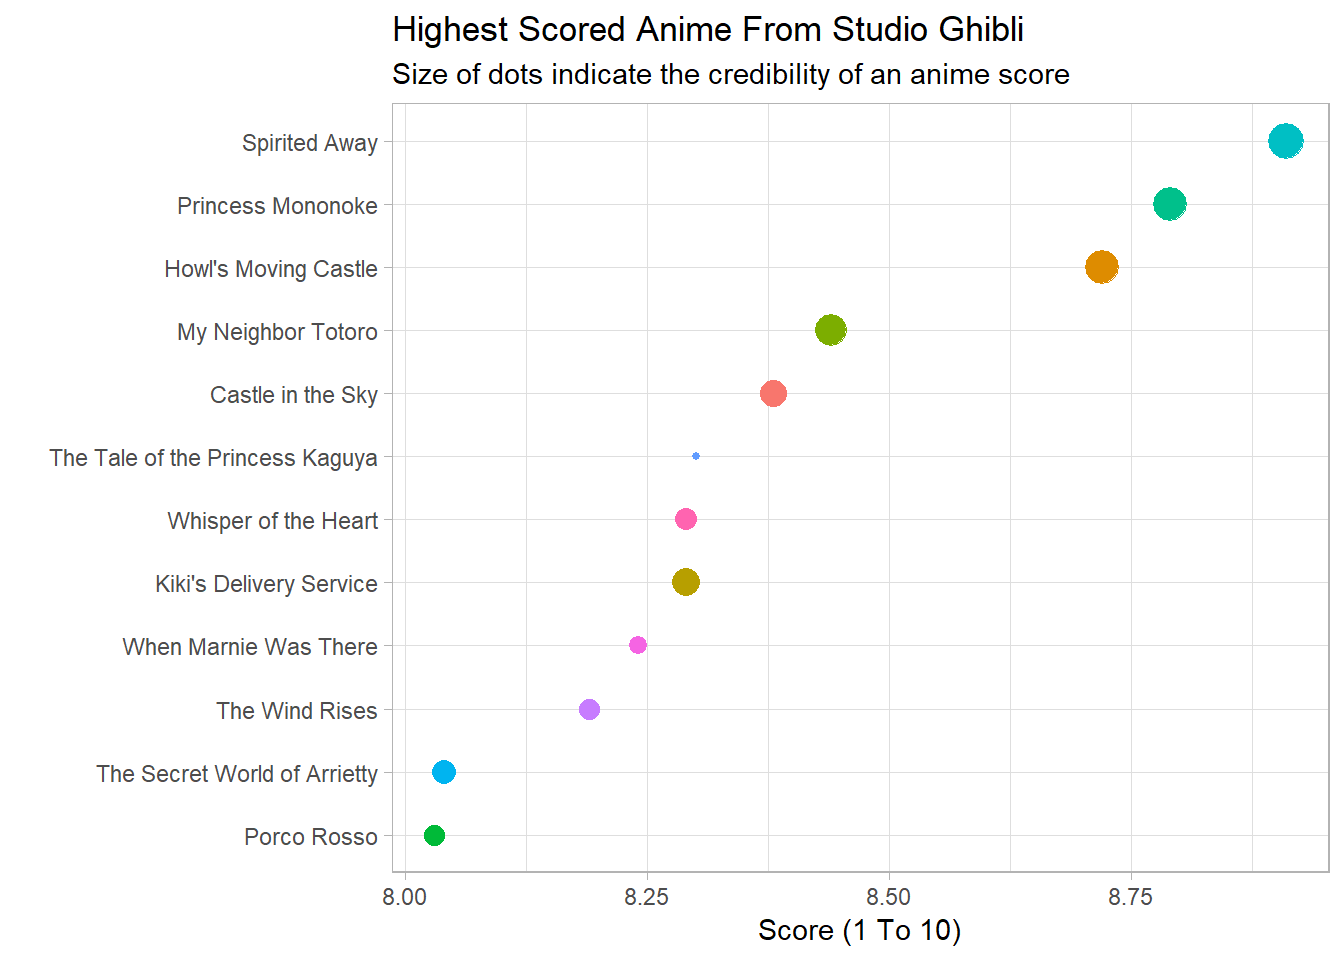 Highest Scored Anime From Studio Ghibli
Size of dots indicate the credibility of an anime score
Spirited Away
Princess Mononoke
Howl's Moving Castle
My Neighbor Totoro
Castle in the Sky
The Tale of the Princess Kaguya
Whisper of the Heart
Kiki's Delivery Service
When Marnie Was There
The Wind Rises
The Secret World of Arrietty
Porco Rosso
8.00 8.25 8.50 8.75
Score (1 To 10)